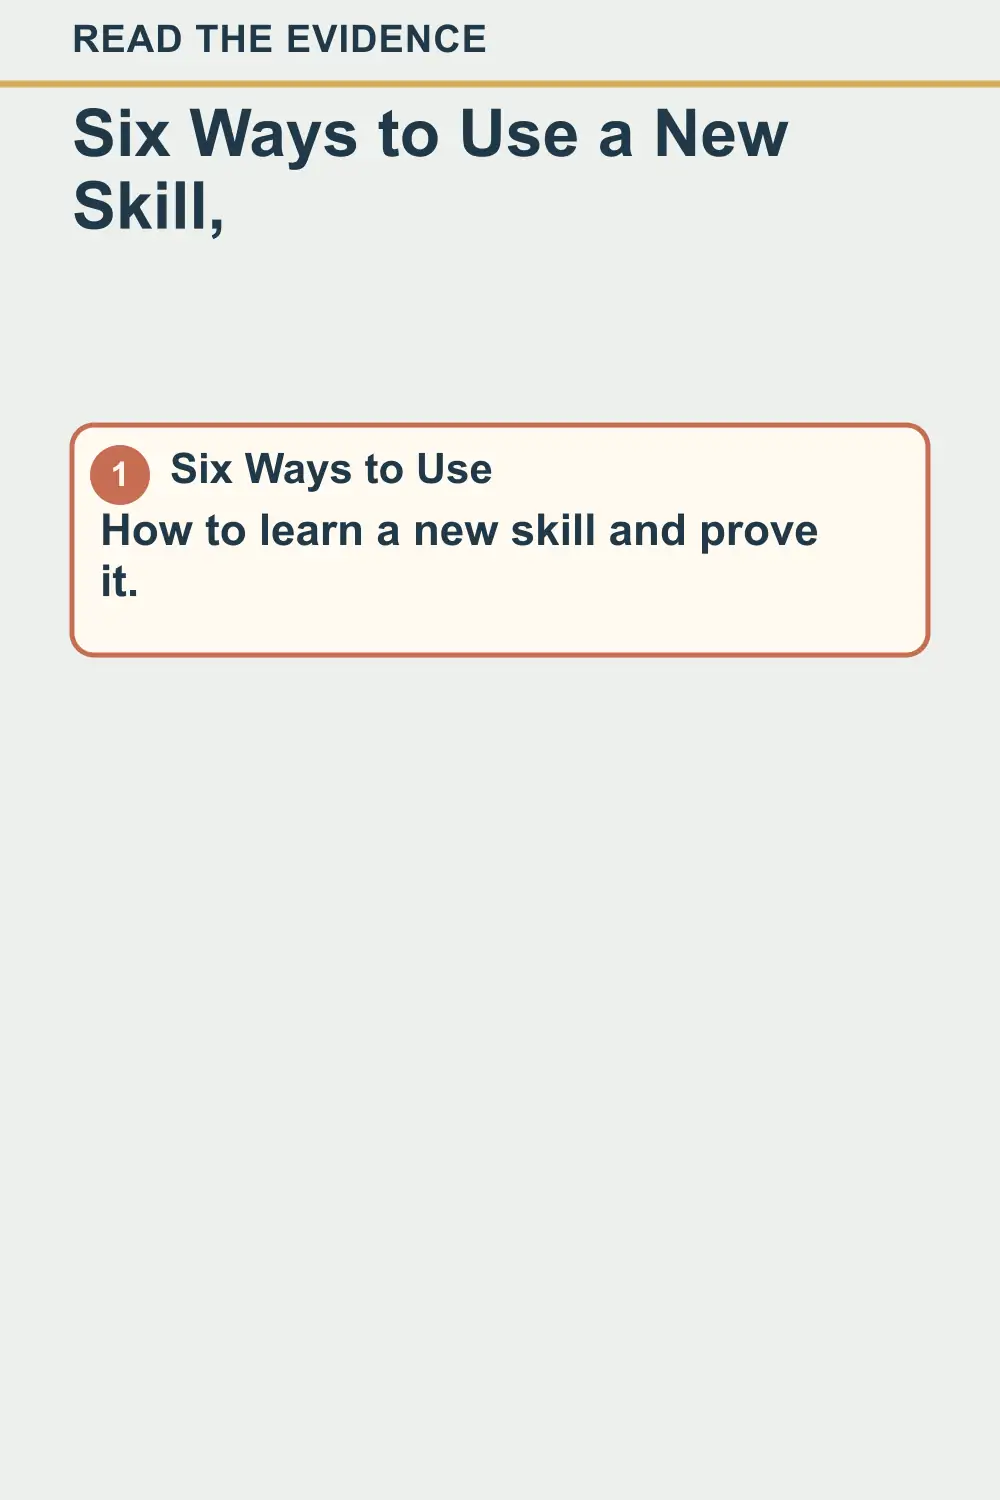 READ THE EVIDENCE
Six Ways to Use a New
Skill,
1 Six Ways to Use
How to learn a new skill and prove
it.